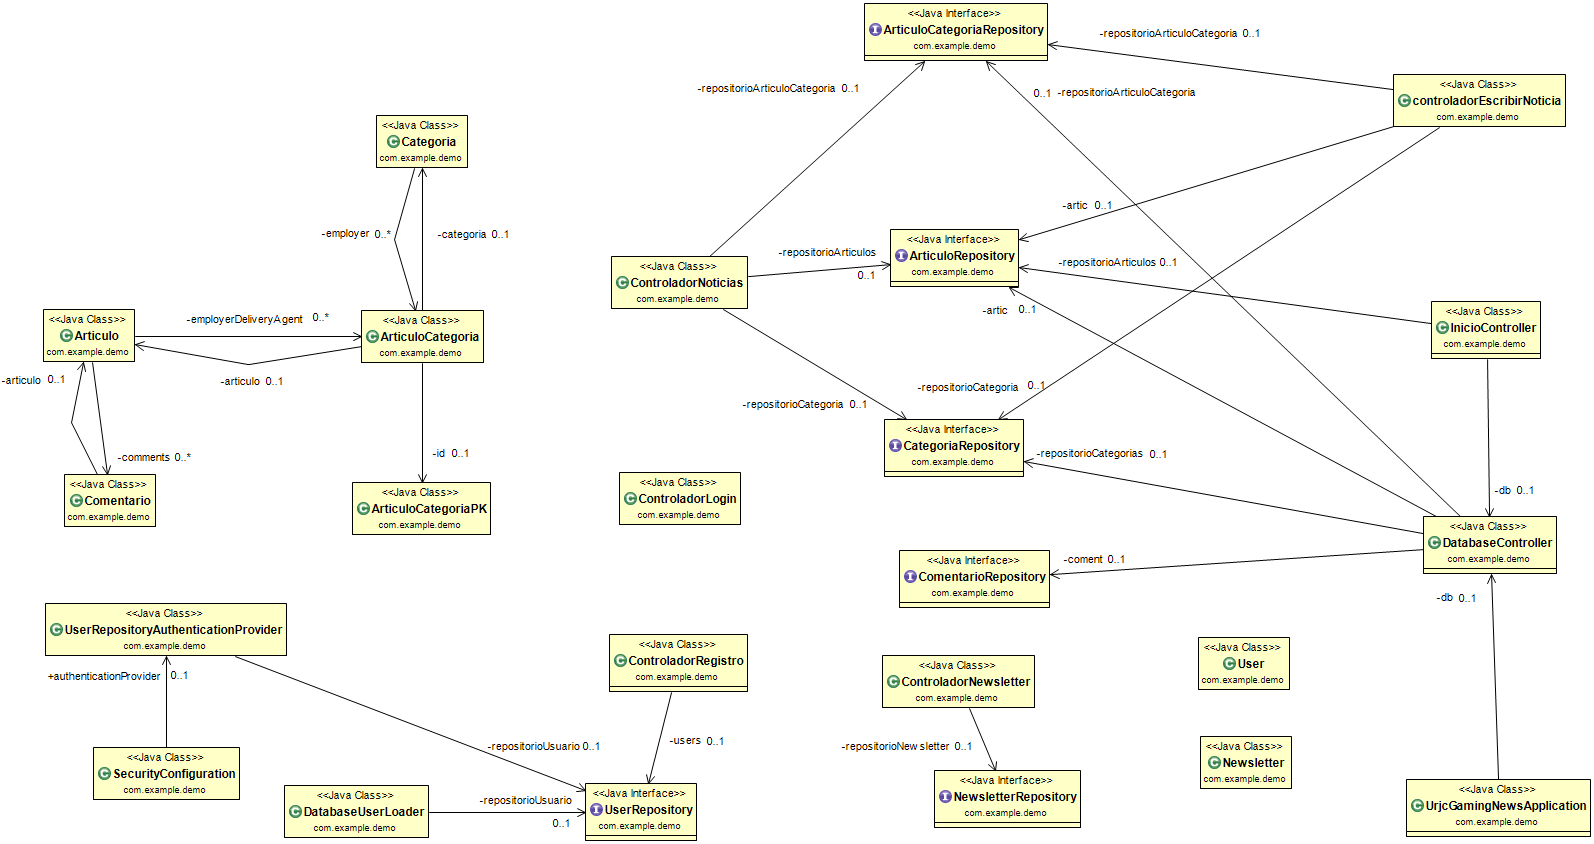 <<Java Interface>>
ArticuloCategoriaRepository
com.example.demo
-repositorioArticuloCategoria 0..1
-repositorioArticuloCategoria 0..1
0..1 -repositorioArticuloCategoria
<<Java Class>>
controladorEscribirNoticia
com.example.demo
<<Java Class>>
Categoria
com.example.demo
-employer 0..*
-categoria 0..1
-artic 0..1
<<Java Interface>>
ArticuloRepository
com.example.demo
-repositorioArticulos
0..1
-repositorioArticulos 0..1
<<Java Class>>
ControladorNoticias
com.example.demo
-artic 0..1
<<Java Class>>
InicioController
com.example.demo
<<Java Class>>
Articulo
com.example.demo
-employerDeliveryAgent 0..*
<<Java Class>>
ArticuloCategoria
com.example.demo
-articulo 0..1
-articulo 0..1
-repositorioCategoria 0..1
-repositorioCategoria 0..1
<<Java Interface>>
CategoriaRepository
com.example.demo
-comments 0..*
-id 0..1
-repositorioCategorias 0..1
<<Java Class>>
Comentario
com.example.demo
<<Java Class>>
ArticuloCategoriaPK
com.example.demo
<<Java Class>>
ControladorLogin
com.example.demo
-db 0..1
<<Java Class>>
DatabaseController
com.example.demo
<<Java Interface>>
ComentarioRepository
com.example.demo
-coment 0..1
-db 0..1
<<Java Class>>
UserRepositoryAuthenticationProvider
com.example.demo
+authenticationProvider 0..1
<<Java Class>>
ControladorRegistro
com.example.demo
<<Java Class>>
ControladorNewsletter
com.example.demo
<<Java Class>>
User
com.example.demo
-repositorioUsuario 0..1
-users 0..1
-repositorioNewsletter 0..1
<<Java Class>>
SecurityConfiguration
com.example.demo
<<Java Class>>
Newsletter
com.example.demo
<<Java Class>>
DatabaseUserLoader
com.example.demo
-repositorioUsuario
0..1
<<Java Interface>>
UserRepository
com.example.demo
<<Java Interface>>
NewsletterRepository
com.example.demo
<<Java Class>>
UrjcGamingNewsApplication
com.example.demo